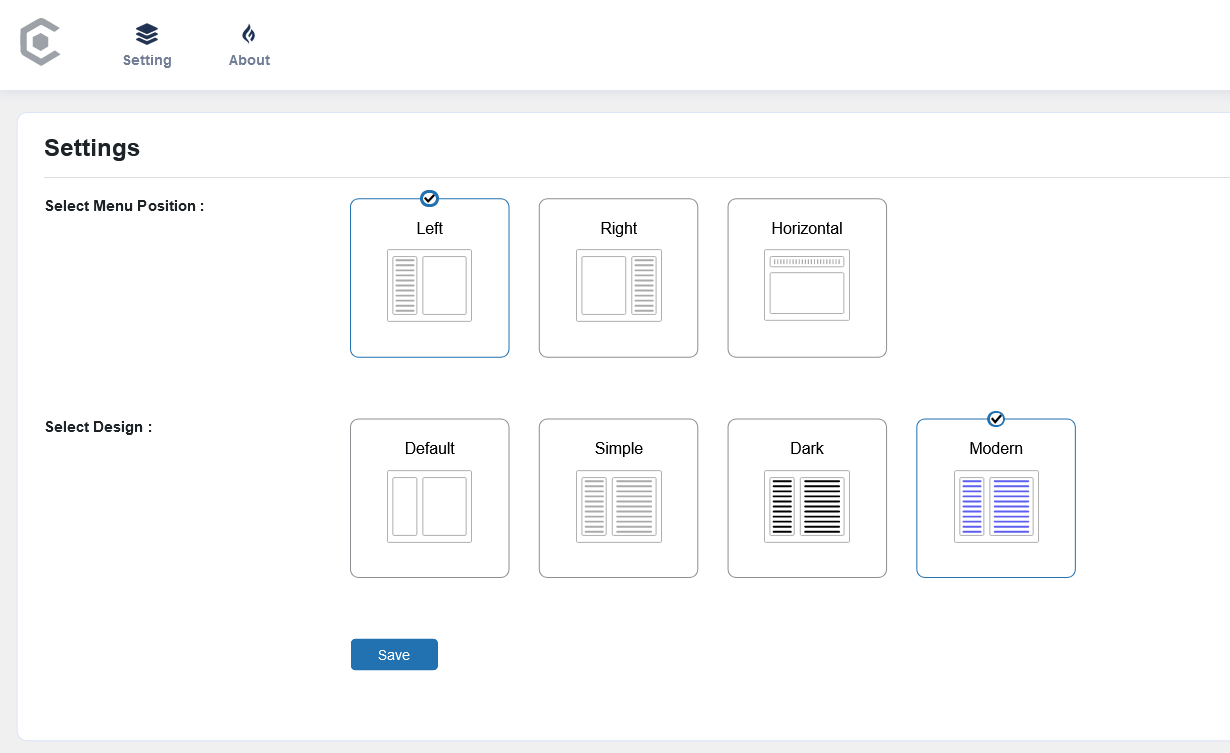 Setting
About
Settings
Select Menu Position :
Left
Right
Horizontal
Select Design :
Default
Simple
Dark
Modern
Save